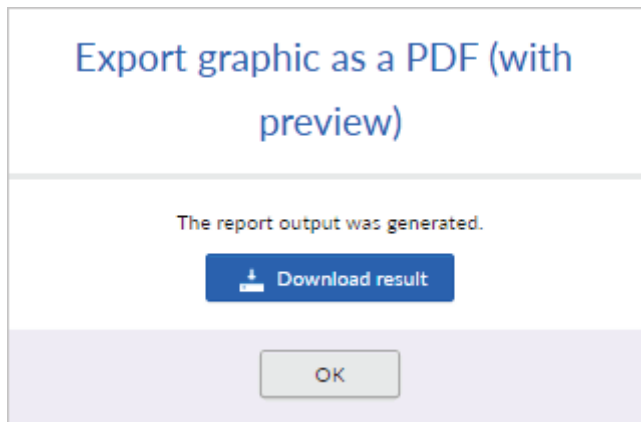 Export graphic as a PDF (with
preview)
The report output was generated.
Download result
OK